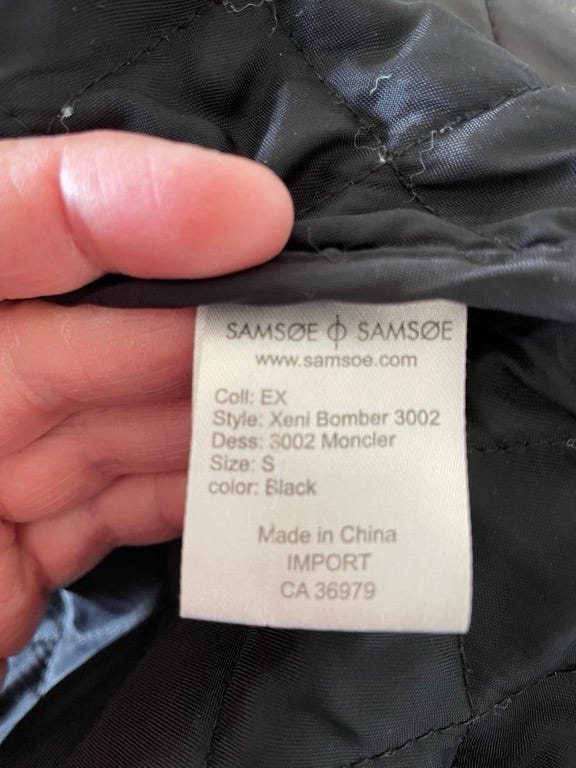 SAMSØE ϕ SAMSØE
www.samsoe.com
Coll: EX
Style: Xeni Bomber 3002
Dess: 3002 Moncler
Size: S
color: Black
Made in China
IMPORT
CA 36979